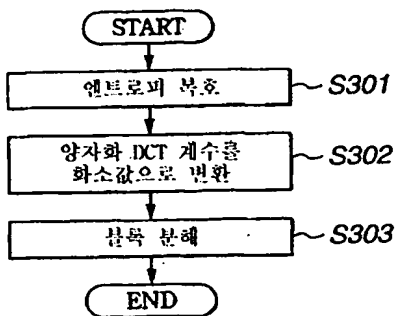 START
엔트로피 복호
S301
양자화 DCT 계수를
화소값으로 변환
S302
블록 분해
S303
END